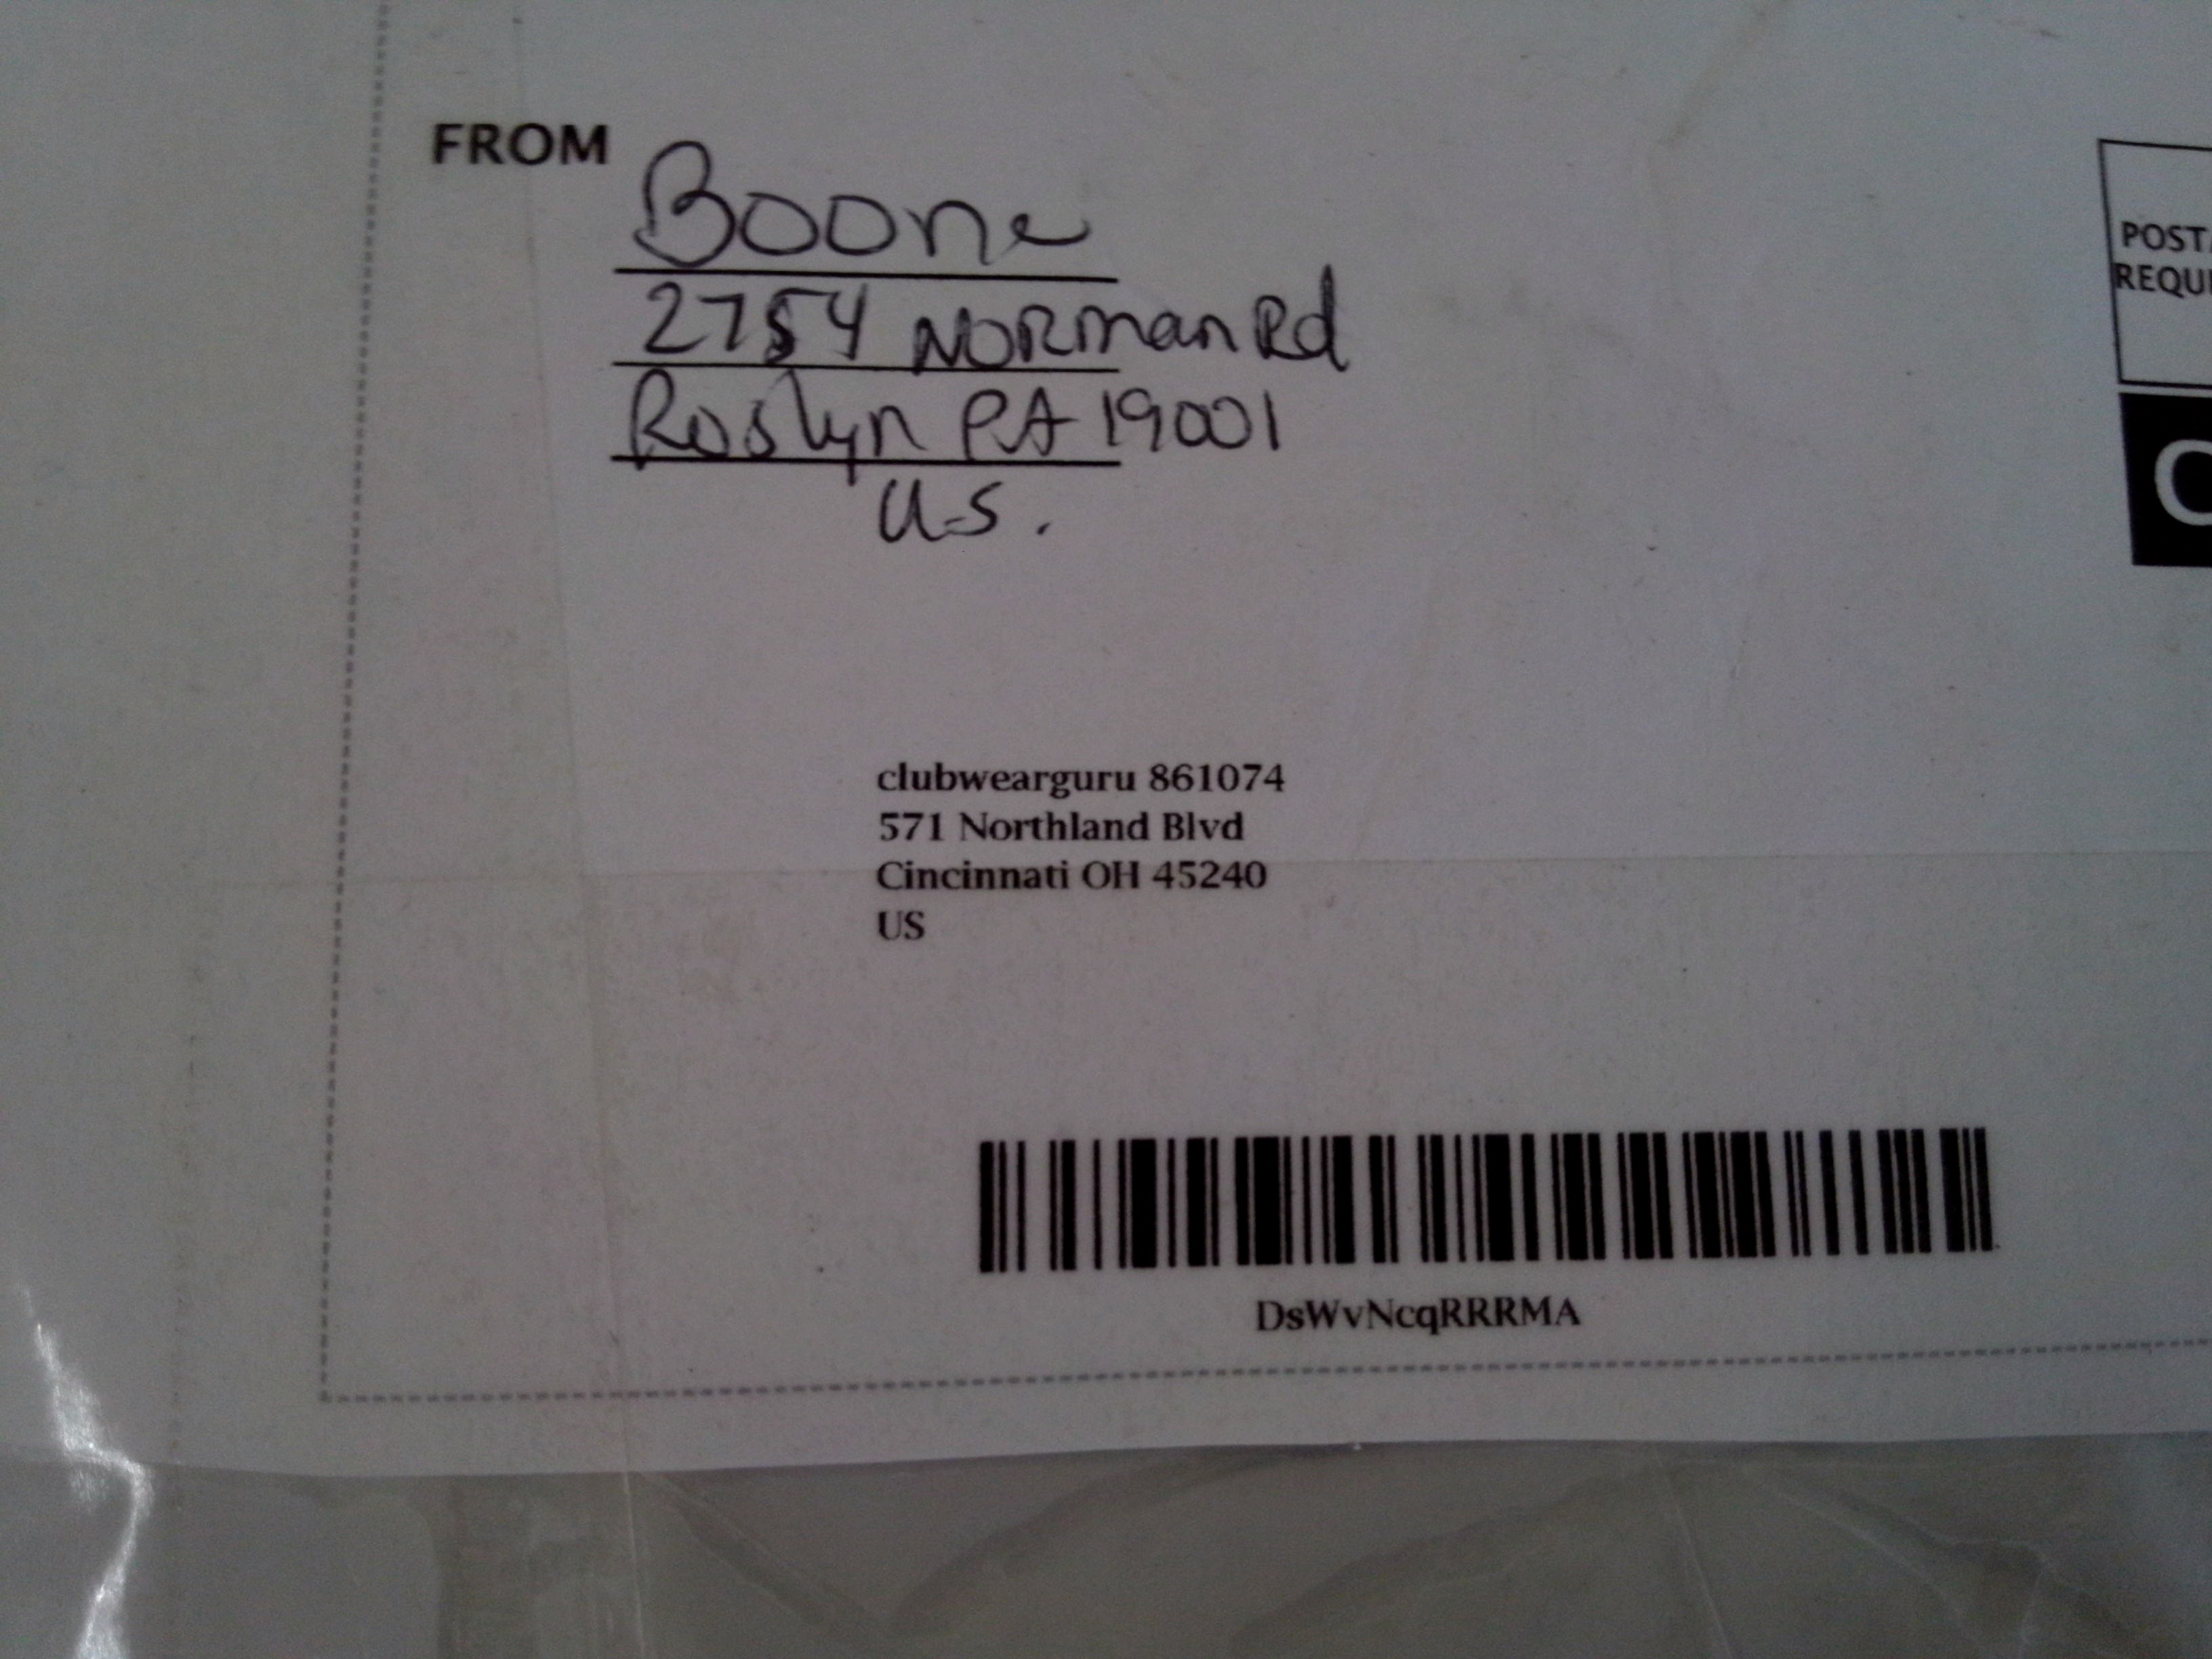 FROM
Boone
2754 NORman Rd
Roslyn PA 19001
U.S.
POST
REQU
C
clubwearguru 861074
571 Northland Blvd
Cincinnati OH 45240
US
DsWvNcqRRRMA